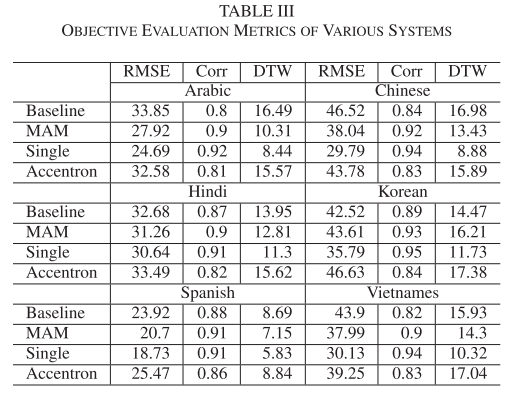 TABLE III
OBJECTIVE EVALUATION METRICS OF VARIOUS SYSTEMS
RMSE Corr DTW RMSE Corr DTW
Arabic Chinese
Baseline 33.85 0.8 16.49 46.52 0.84 16.98
MAM 27.92 0.9 10.31 38.04 0.92 13.43
Single 24.69 0.92 8.44 29.79 0.94 8.88
Accentron 32.58 0.81 15.57 43.78 0.83 15.89
Hindi Korean
Baseline 32.68 0.87 13.95 42.52 0.89 14.47
MAM 31.26 0.9 12.81 43.61 0.93 16.21
Single 30.64 0.91 11.3 35.79 0.95 11.73
Accentron 33.49 0.82 15.62 46.63 0.84 17.38
Spanish Vietnames
Baseline 23.92 0.88 8.69 43.9 0.82 15.93
MAM 20.7 0.91 7.15 37.99 0.9 14.3
Single 18.73 0.91 5.83 30.13 0.94 10.32
Accentron 25.47 0.86 8.84 39.25 0.83 17.04